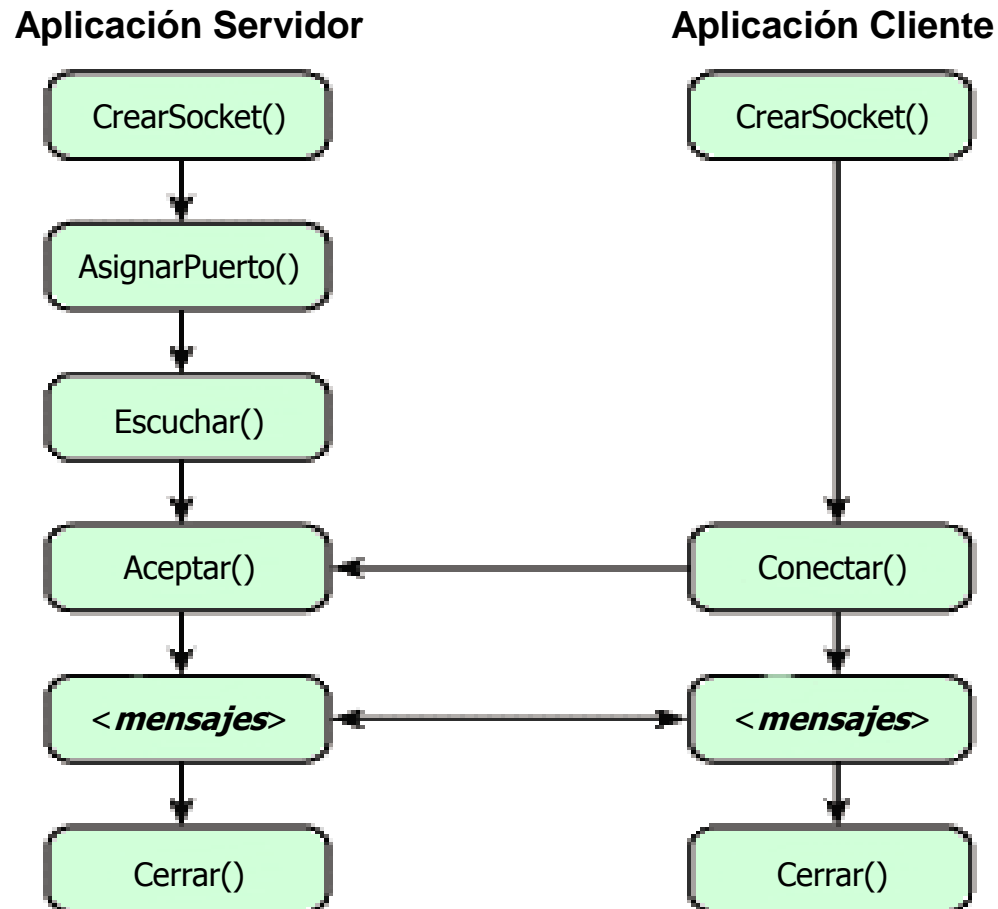 Aplicación Servidor
Aplicación Cliente
CrearSocket()
CrearSocket()
AsignarPuerto()
Escuchar()
Aceptar()
Conectar()
<mensajes>
<mensajes>
Cerrar()
Cerrar()